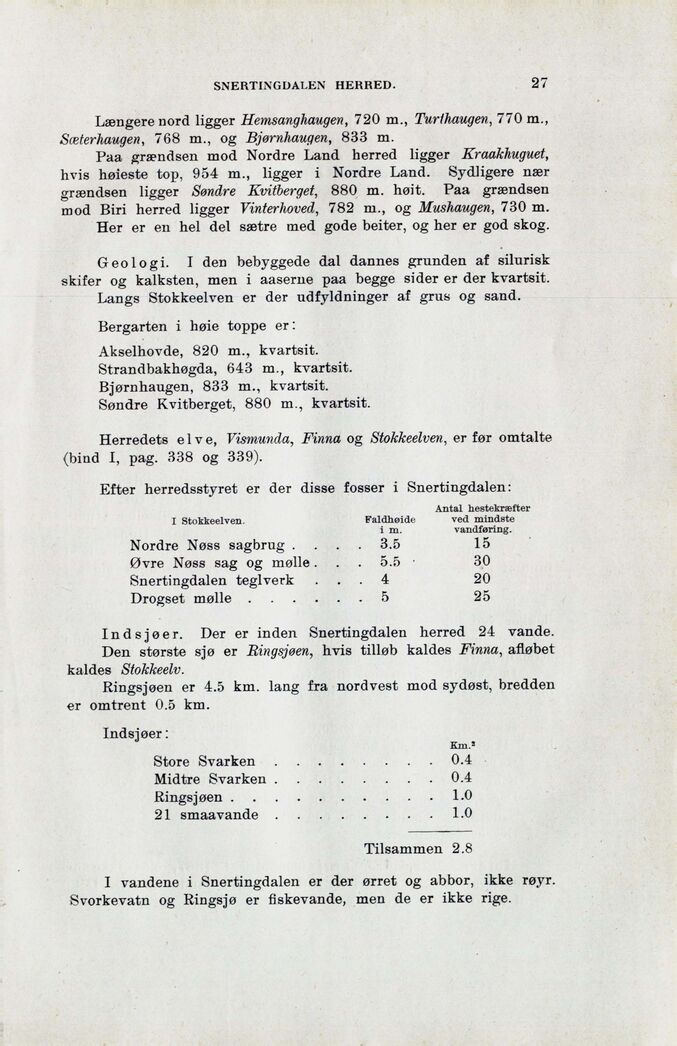 SNERTINGDALEN HERRED. 27
Længere nord ligger Hemsanghaugen, 720 m., Turthaugen, 770 m.,
Sæterhaugen, 768 m., og Bjørnhaugen, 833 m.
Paa grændsen mod Nordre Land herred ligger Kraakhuguet,
hvis høieste top, 954 m., ligger i Nordre Land. Sydligere nær
grændsen ligger Søndre Kvitberget, 880 m. høit. Paa grændsen
mod Biri herred ligger Vinterhoved, 782 m., og Mushaugen, 730 m.
Her er en hel del sætre med gode beiter, og her er god skog.
Geologi. I den bebyggede dal dannes grunden af silurisk
skifer og kalksten, men i aaserne paa begge sider er der kvartsit.
Langs Stokkeelven er der udfyldninger af grus og sand.
Bergarten i høie toppe er:
Akselhovde, 820 m., kvartsit.
Strandbakhøgda, 643 m., kvartsit.
Bjørnhaugen, 833 m., kvartsit.
Søndre Kvitberget, 880 m., kvartsit.
Herredets elve, Vismunda, Finna og Stokkeelven, er før omtalte
(bind I, pag. 338 og 339).
Efter herredsstyret er der disse fosser i Snertingdalen:
I Stokkeelven. Faldhøide i m. Antal hestekræfter ved mindste vandføring.
Nordre Nøss sagbrug . . . . 3.5 15
Øvre Nøss sag og mølle . . . 5.5 30
Snertingdalen teglverk . . . 4 20
Drogset mølle . . . . . . 5 25
Indsjøer. Der er inden Snertingdalen herred 24 vande.
Den største sjø er Ringsjøen, hvis tilløb kaldes Finna, afløbet
kaldes Stokkeelv.
Ringsjøen er 4.5 km. lang fra nordvest mod sydøst, bredden
er omtrent 0.5 km.
Indsjøer:
Km.²
Store Svarken . . . . . . . . 0.4
Midtre Svarken . . . . . . . . 0.4
Ringsjøen . . . . . . . . . . 1.0
21 smaavande . . . . . . . . 1.0
Tilsammen 2.8
I vandene i Snertingdalen er der ørret og abbor, ikke røyr.
Svorkevatn og Ringsjø er fiskevande, men de er ikke rige.